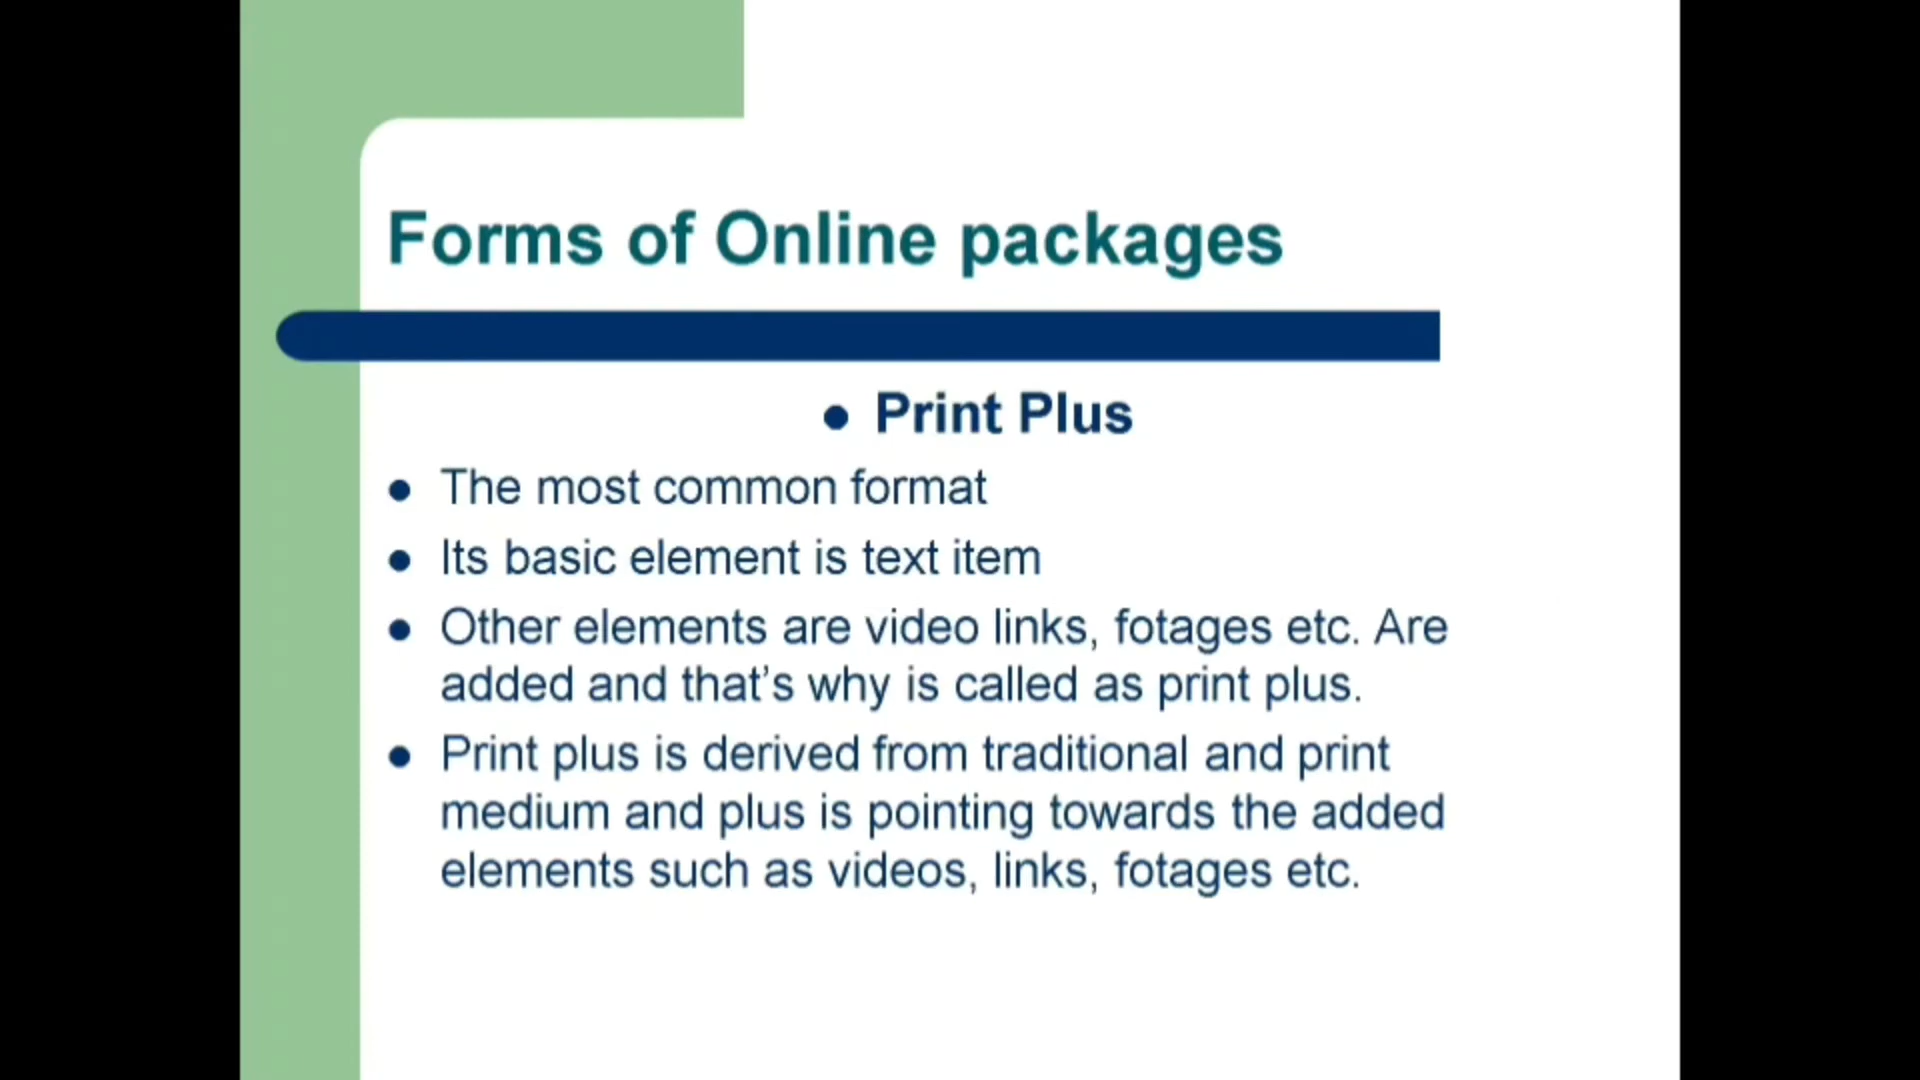 Forms of Online packages
● Print Plus
● The most common format
● Its basic element is text item
● Other elements are video links, fotages etc. Are
added and that’s why is called as print plus.
● Print plus is derived from traditional and print
medium and plus is pointing towards the added
elements such as videos, links, fotages etc.